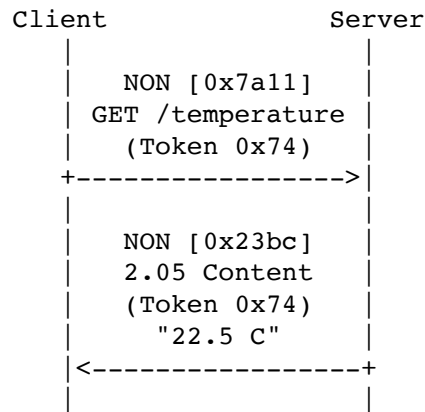 Client Server
NON [0x7a11]
GET /temperature
(Token 0x74)
NON [0x23bc]
2.05 Content
(Token 0x74)
"22.5 C"